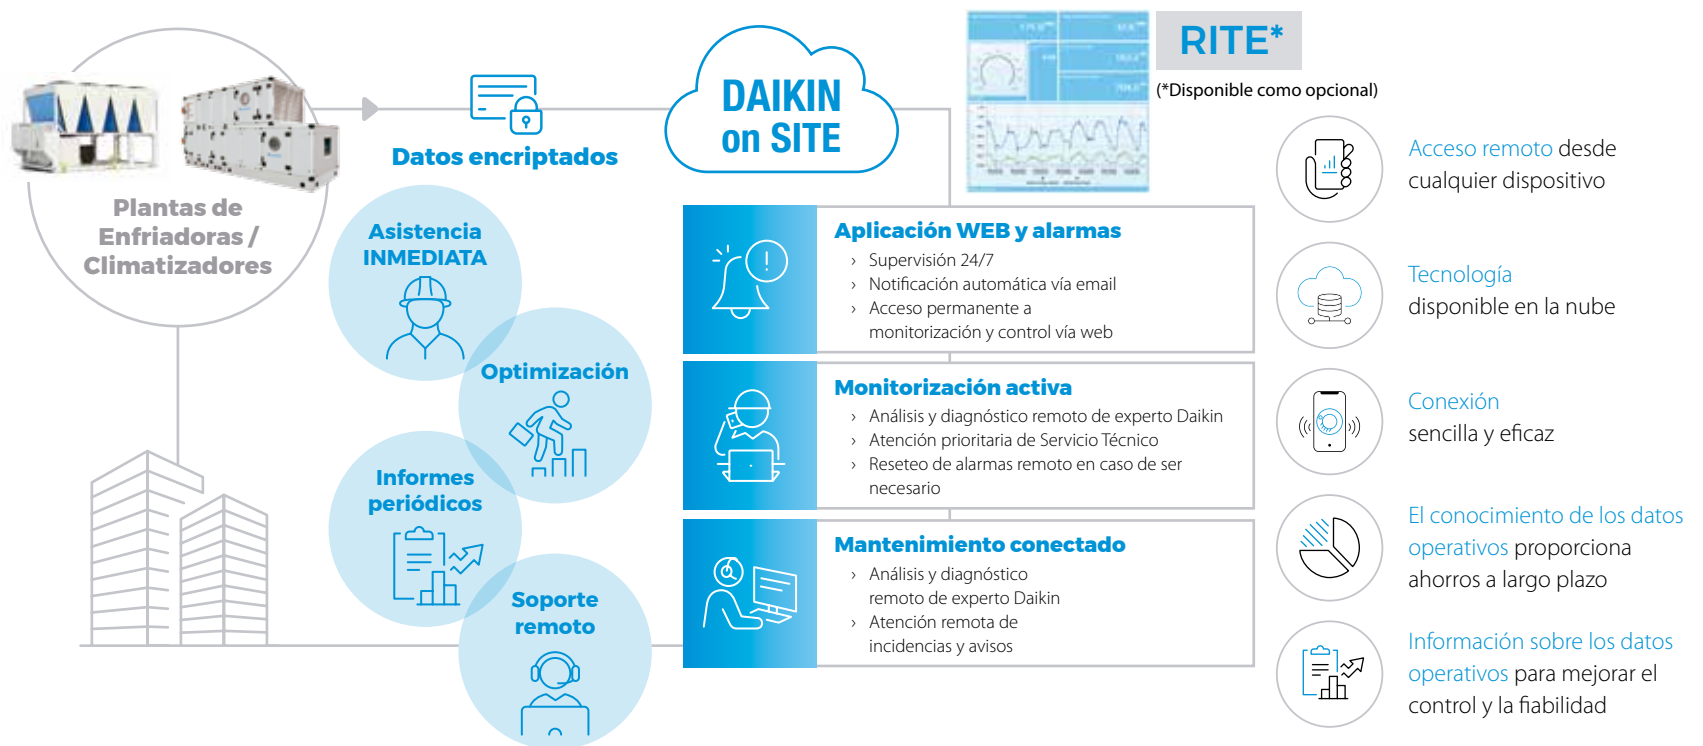 Plantas de
Enfriadoras /
Climatizadores
Datos encriptados
DAIKIN
on SITE
RITE*
(*Disponible como opcional)
Asistencia
INMEDIATA
Optimización
Informes
periódicos
Soporte
remoto
Aplicación WEB y alarmas
› Supervisión 24/7
› Notificación automática vía email
› Acceso permanente a
monitorización y control vía web
Monitorización activa
› Análisis y diagnóstico remoto de experto Daikin
› Atención prioritaria de Servicio Técnico
› Reseteo de alarmas remoto en caso de ser
necesario
Mantenimiento conectado
› Análisis y diagnóstico
remoto de experto Daikin
› Atención remota de
incidencias y avisos
Acceso remoto desde
cualquier dispositivo
Tecnología
disponible en la nube
Conexión
sencilla y eficaz
El conocimiento de los datos
operativos proporciona
ahorros a largo plazo
Información sobre los datos
operativos para mejorar el
control y la fiabilidad